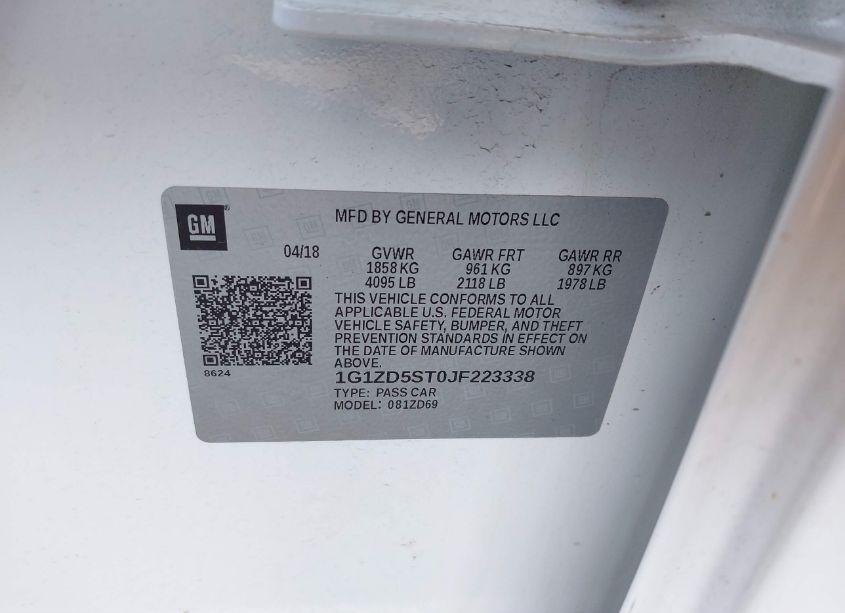 GM®
MFD BY GENERAL MOTORS LLC
04/18 GVWR GAWR FRT GAWR RR
1858 KG 961 KG 897 KG
4095 LB 2118 LB 1978 LB
THIS VEHICLE CONFORMS TO ALL
APPLICABLE U.S. FEDERAL MOTOR
VEHICLE SAFETY, BUMPER, AND THEFT
PREVENTION STANDARDS IN EFFECT ON
THE DATE OF MANUFACTURE SHOWN
ABOVE.
8624
1G1ZD5ST0JF223338
TYPE: PASS CAR
MODEL: 081ZD69